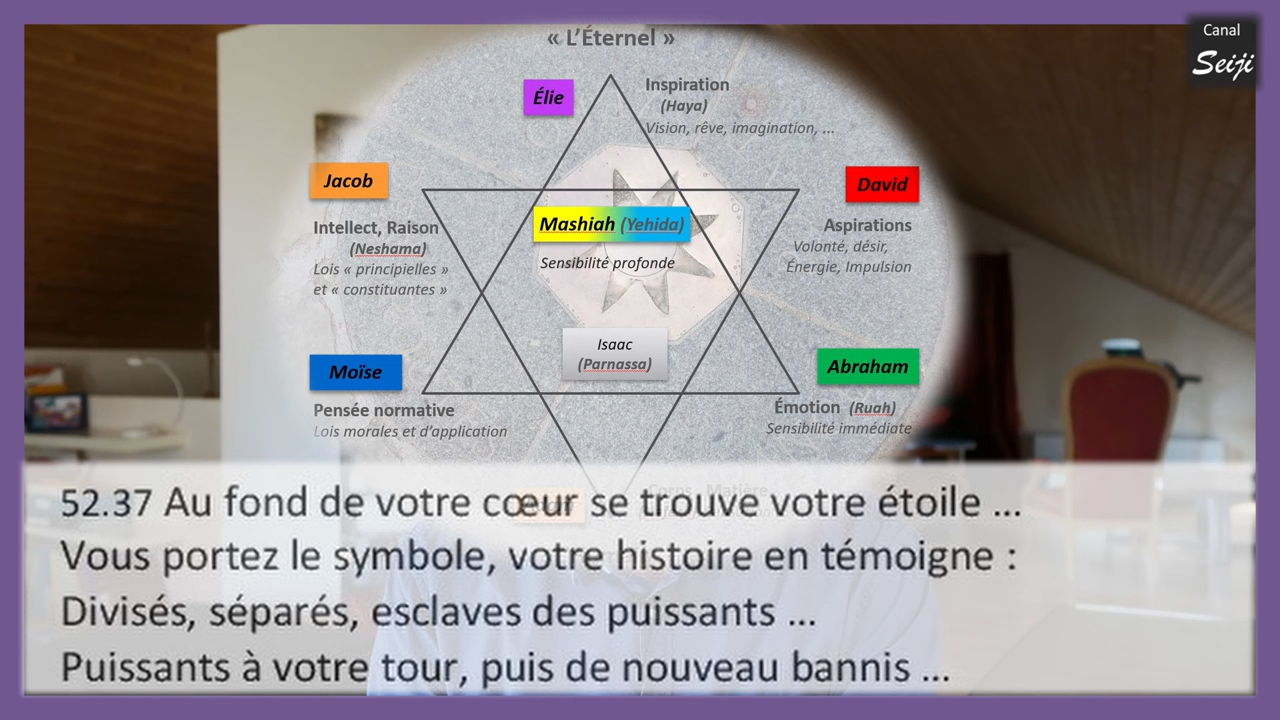 Canal
Seiji
« L'Éternel »
Élie
Inspiration
(Haya)
Vision, rêve, imagination, ...
Jacob
David
Intellect, Raison
(Neshama)
Lois « principielles »
et « constituantes »
Mashiah (Yehida)
Sensibilité profonde
Aspirations
Volonté, désir,
Énergie, Impulsion
Isaac
(Parnassa)
Moïse
Abraham
Pensée normative
Lois morales et d'application
Émotion (Ruah)
Sensibilité immédiate
Corps, Matière
52.37 Au fond de votre cœur se trouve votre étoile ...
Vous portez le symbole, votre histoire en témoigne :
Divisés, séparés, esclaves des puissants ...
Puissants à votre tour, puis de nouveau bannis ...